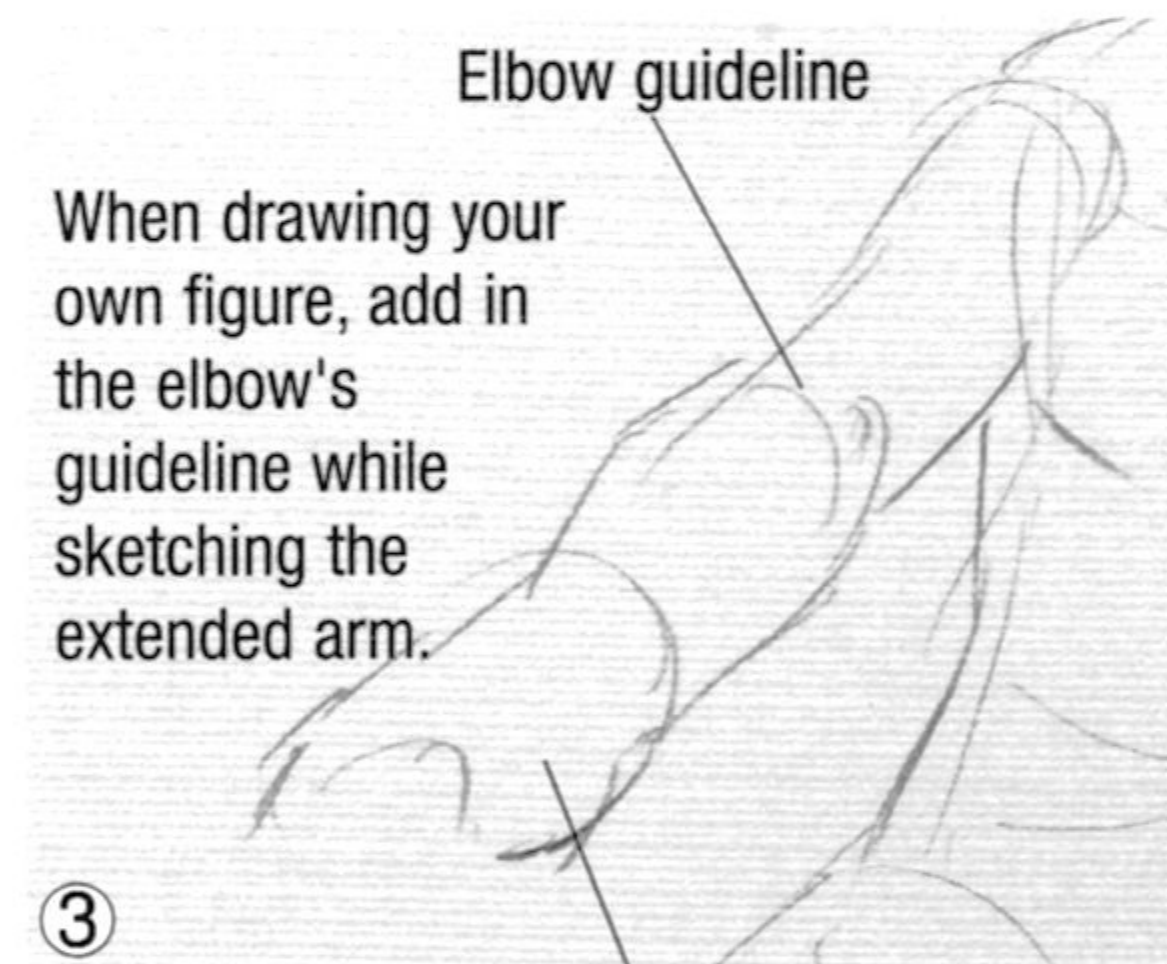 Elbow guideline
When drawing your
own figure, add in
the elbow's
guideline while
sketching the
extended arm.
③